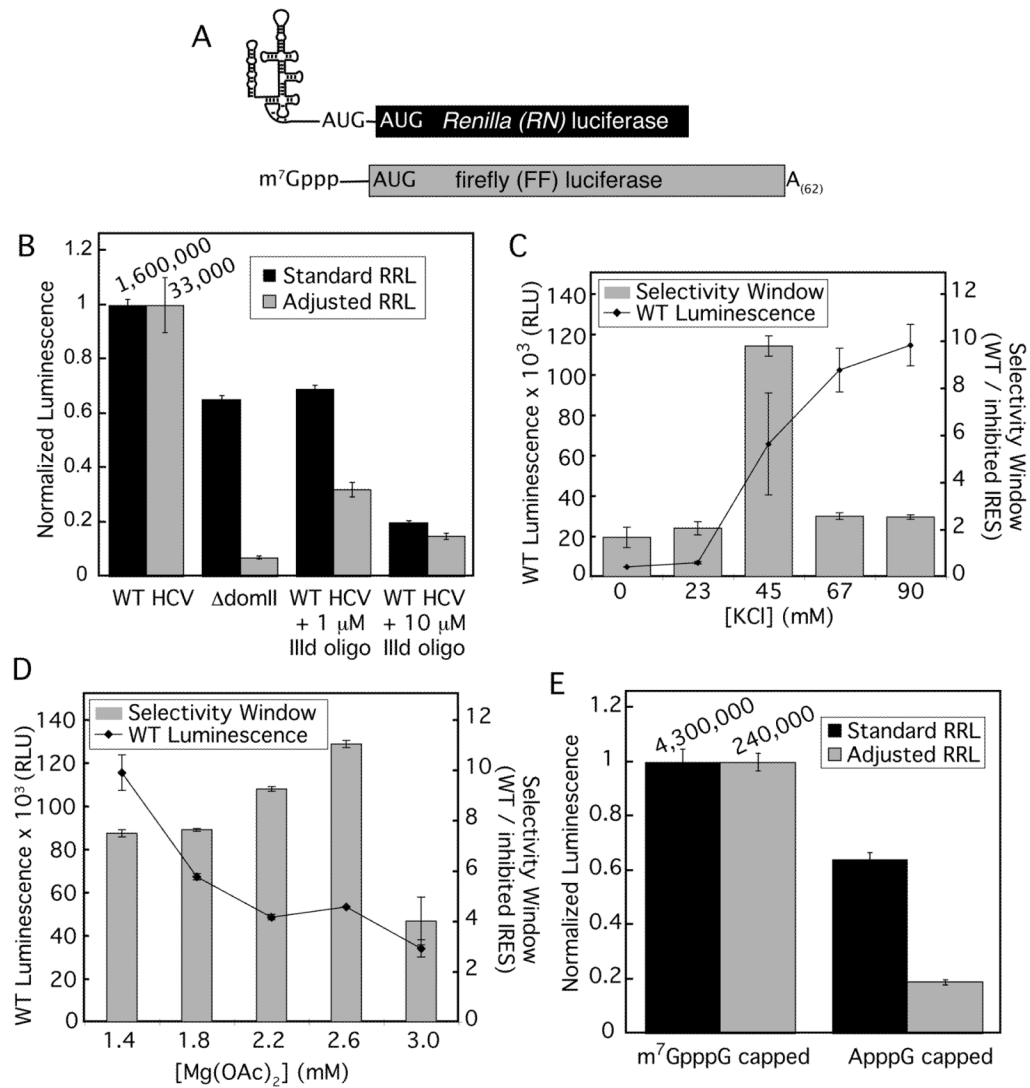 A
AUG AUG Renilla (RN) luciferase
m⁷Gppp AUG firefly (FF) luciferase A(62)
B
Normalized Luminescence
1.2
1
0.8
0.6
0.4
0.2
0
1,600,000
33,000
Standard RRL
Adjusted RRL
WT HCV
ΔdomII
WT HCV
+ 1 μM
IIId oligo
WT HCV
+ 10 μM
IIId oligo
C
WT Luminescence x 10³ (RLU)
140
120
100
80
60
40
20
0
Selectivity Window
WT Luminescence
12
10
8
6
4
2
0
Selectivity Window
(WT / inhibited IRES)
0 23 45 67 90
[KCl] (mM)
D
WT Luminescence x 10³ (RLU)
140
120
100
80
60
40
20
0
Selectivity Window
WT Luminescence
12
10
8
6
4
2
0
Selectivity Window
(WT / inhibited IRES)
1.4 1.8 2.2 2.6 3.0
[Mg(OAc)₂] (mM)
E
Normalized Luminescence
1.2
1
0.8
0.6
0.4
0.2
0
4,300,000
240,000
Standard RRL
Adjusted RRL
m⁷GpppG capped
ApppG capped